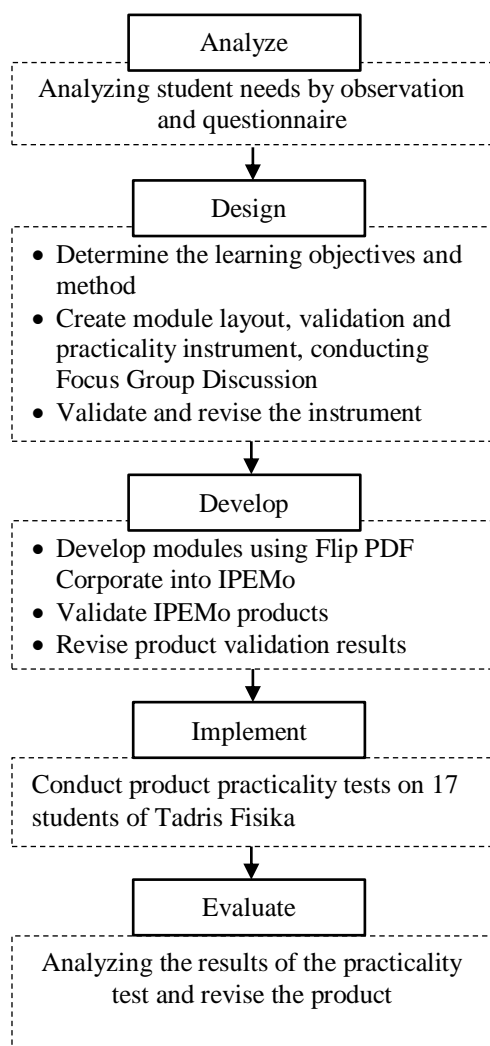 Analyze
Analyzing student needs by observation
and questionnaire
Design
• Determine the learning objectives and
method
• Create module layout, validation and
practicality instrument, conducting
Focus Group Discussion
• Validate and revise the instrument
Develop
• Develop modules using Flip PDF
Corporate into IPEMo
• Validate IPEMo products
• Revise product validation results
Implement
Conduct product practicality tests on 17
students of Tadris Fisika
Evaluate
Analyzing the results of the practicality
test and revise the product